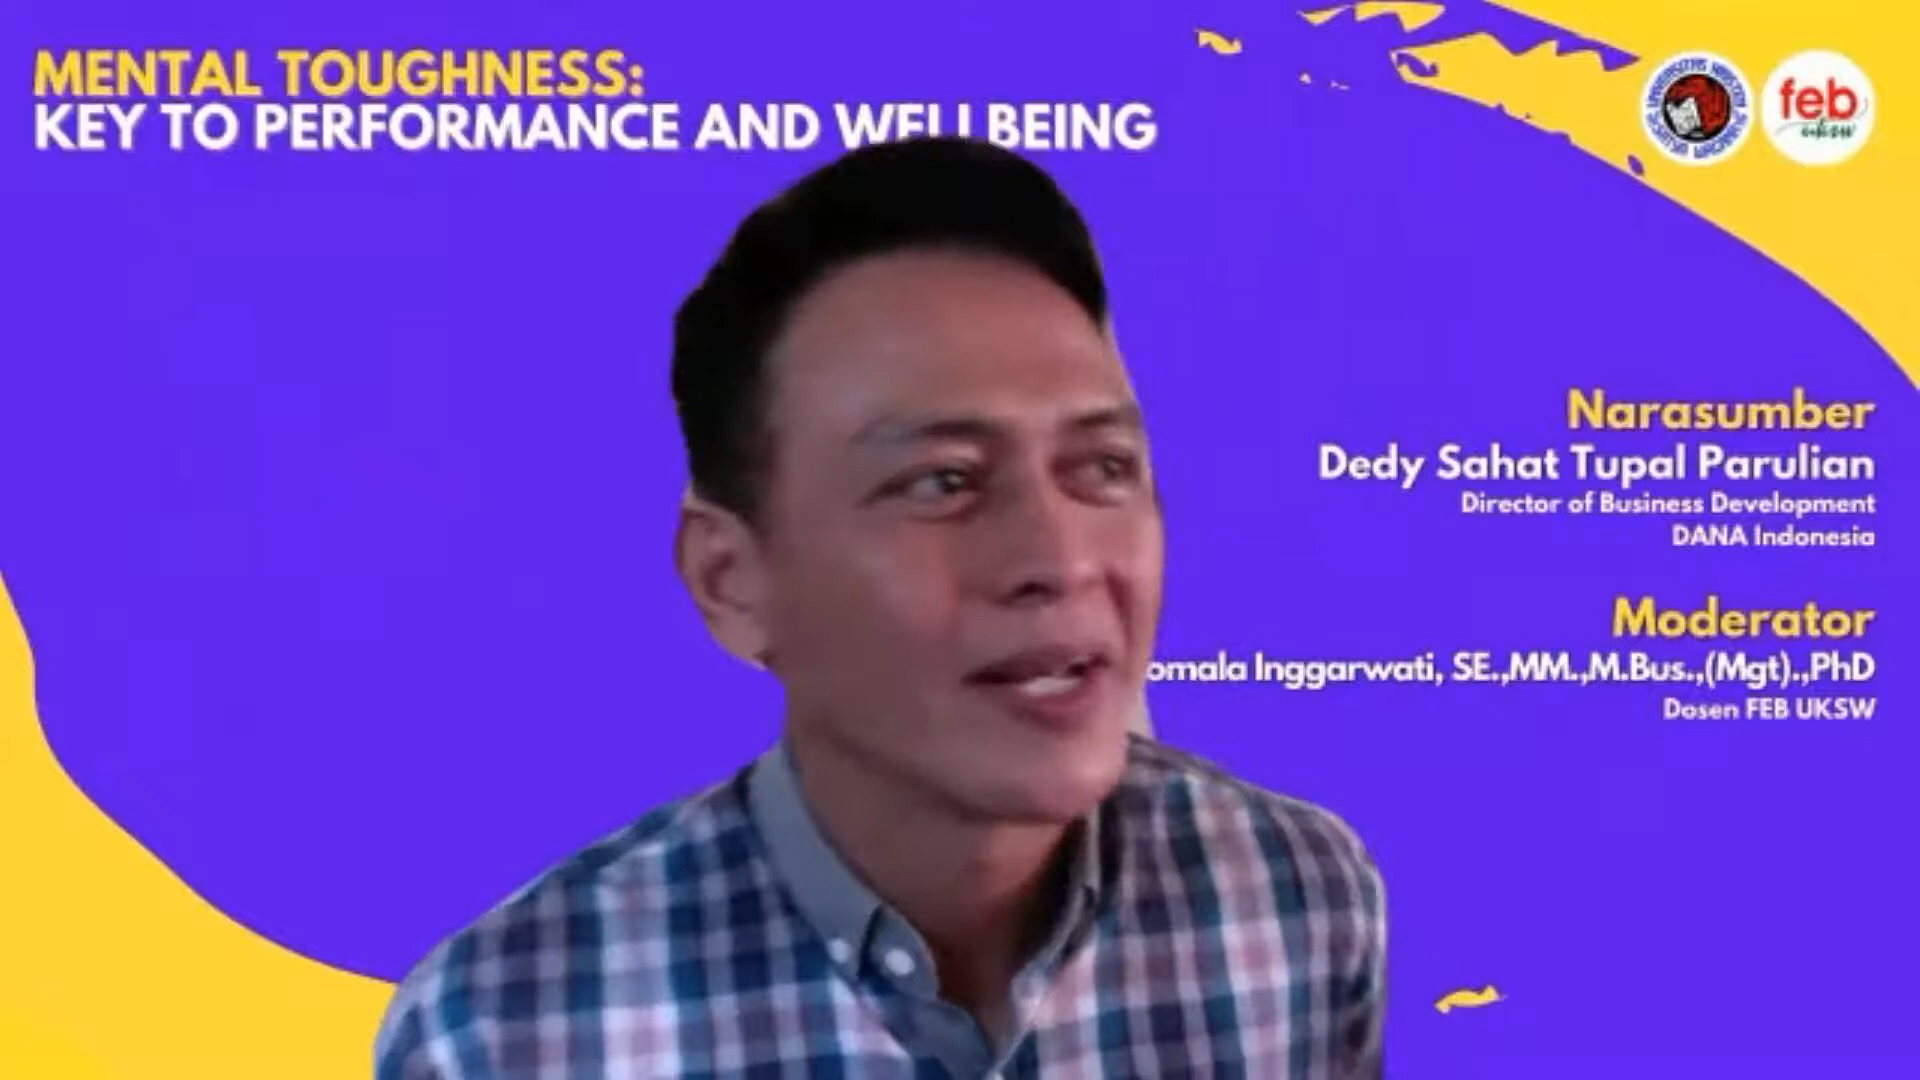 MENTAL TOUGHNESS:
KEY TO PERFORMANCE AND WELLBEING
feb
uksw
Narasumber
Dedy Sahat Tupal Parulian
Director of Business Development
DANA Indonesia
Moderator
omala Inggarwati, SE.,MM.,M.Bus.,(Mgt).,PhD
Dosen FEB UKSW